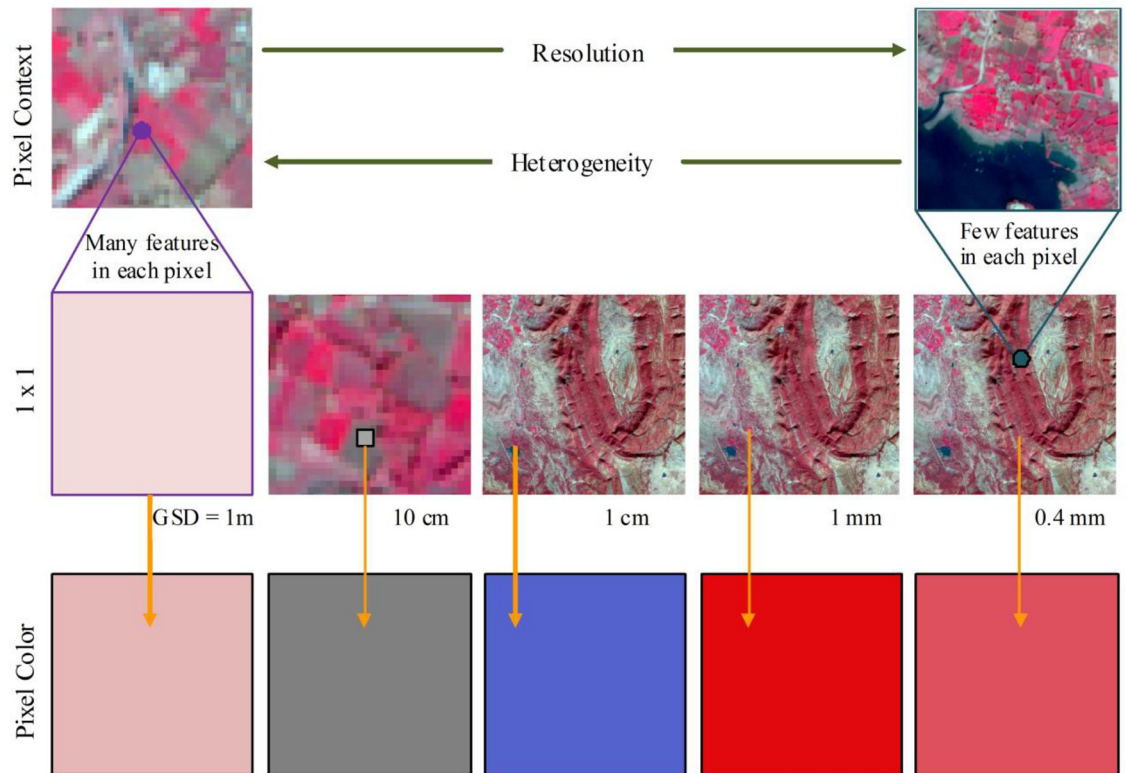 Pixel Context
Resolution
Heterogeneity
Many features
in each pixel
Few features
in each pixel
1 x 1
GSD = 1m
10 cm
1 cm
1 mm
0.4 mm
Pixel Color